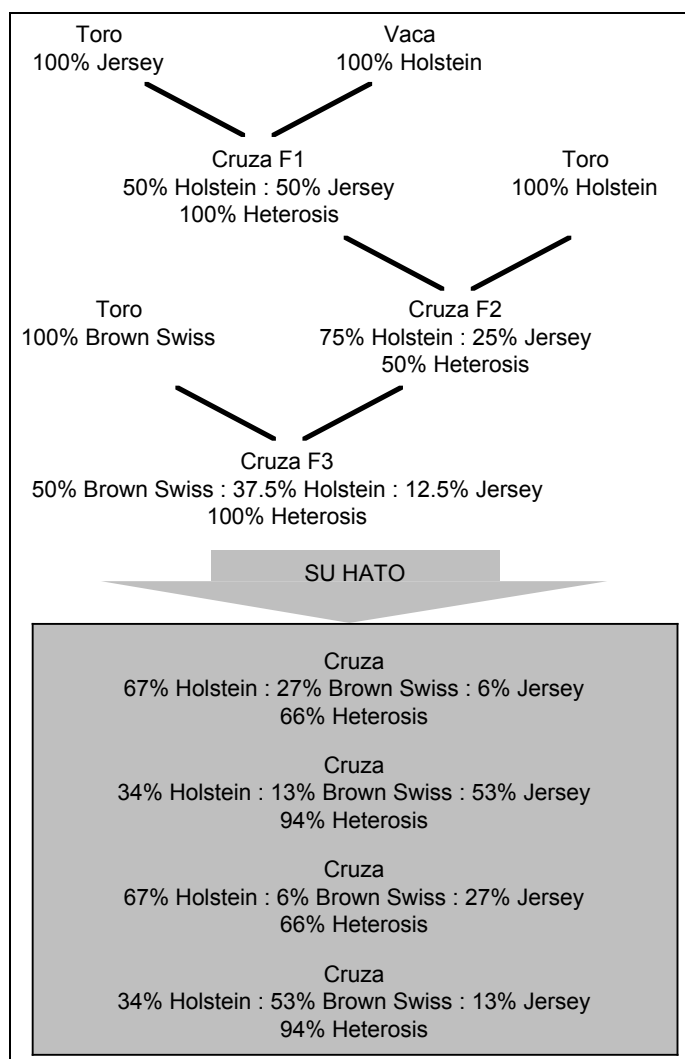 Toro
100% Jersey
Vaca
100% Holstein
Cruza F1
50% Holstein : 50% Jersey
100% Heterosis
Toro
100% Holstein
Toro
100% Brown Swiss
Cruza F2
75% Holstein : 25% Jersey
50% Heterosis
Cruza F3
50% Brown Swiss : 37.5% Holstein : 12.5% Jersey
100% Heterosis
SU HATO
Cruza
67% Holstein : 27% Brown Swiss : 6% Jersey
66% Heterosis
Cruza
34% Holstein : 13% Brown Swiss : 53% Jersey
94% Heterosis
Cruza
67% Holstein : 6% Brown Swiss : 27% Jersey
66% Heterosis
Cruza
34% Holstein : 53% Brown Swiss : 13% Jersey
94% Heterosis